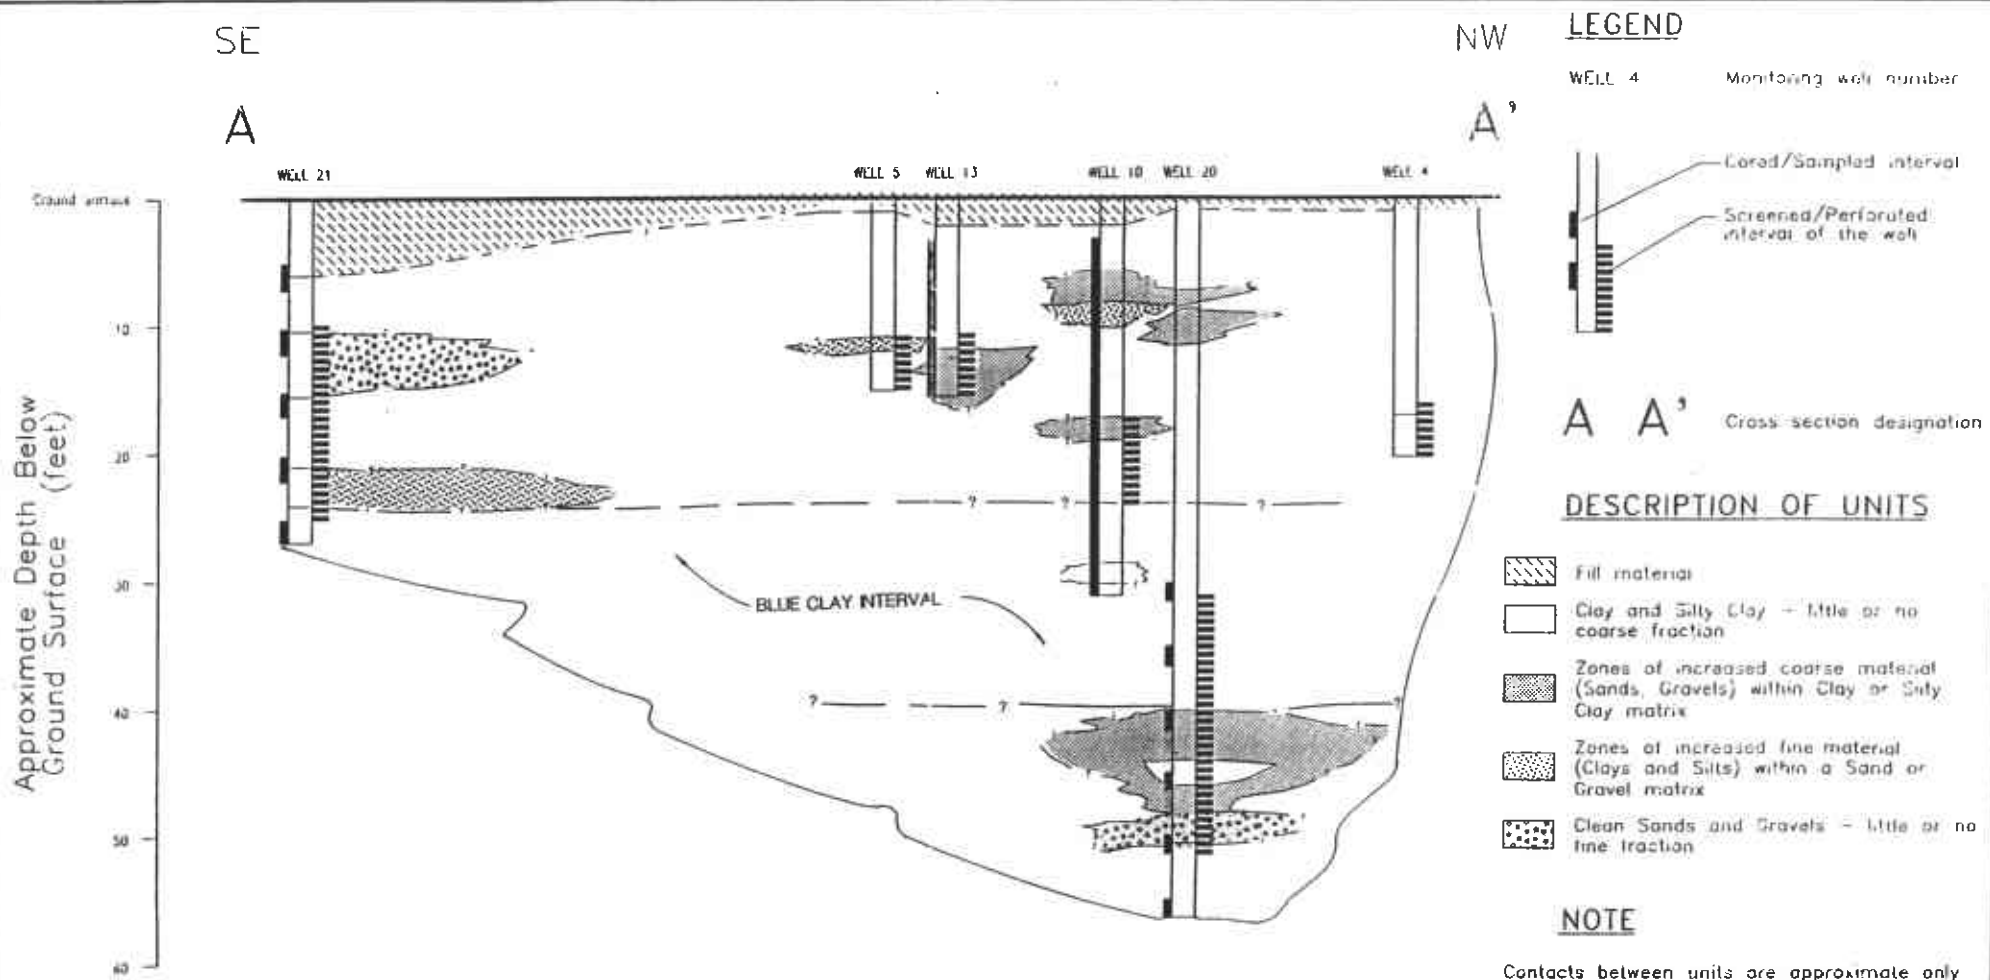 SE
NW
A
A'
WELL 21
WELL 5
WELL 13
WELL 10
WELL 20
WELL 4
Ground surface
10
20
30
40
50
60
Approximate Depth Below
Ground Surface (feet)
?
?
?
BLUE CLAY INTERVAL
?
?
?
LEGEND
WELL 4
Monitoring well number
Cored/Sampled interval
Screened/Perforated
interval of the well
A A'
Cross section designation
DESCRIPTION OF UNITS
Fill material
Clay and Silty Clay - little or no
coarse fraction
Zones of increased coarse material
(Sands, Gravels) within Clay or Silty
Clay matrix
Zones of increased fine material
(Clays and Silts) within a Sand or
Gravel matrix
Clean Sands and Gravels - little or no
fine fraction
NOTE
Contacts between units are approximate only